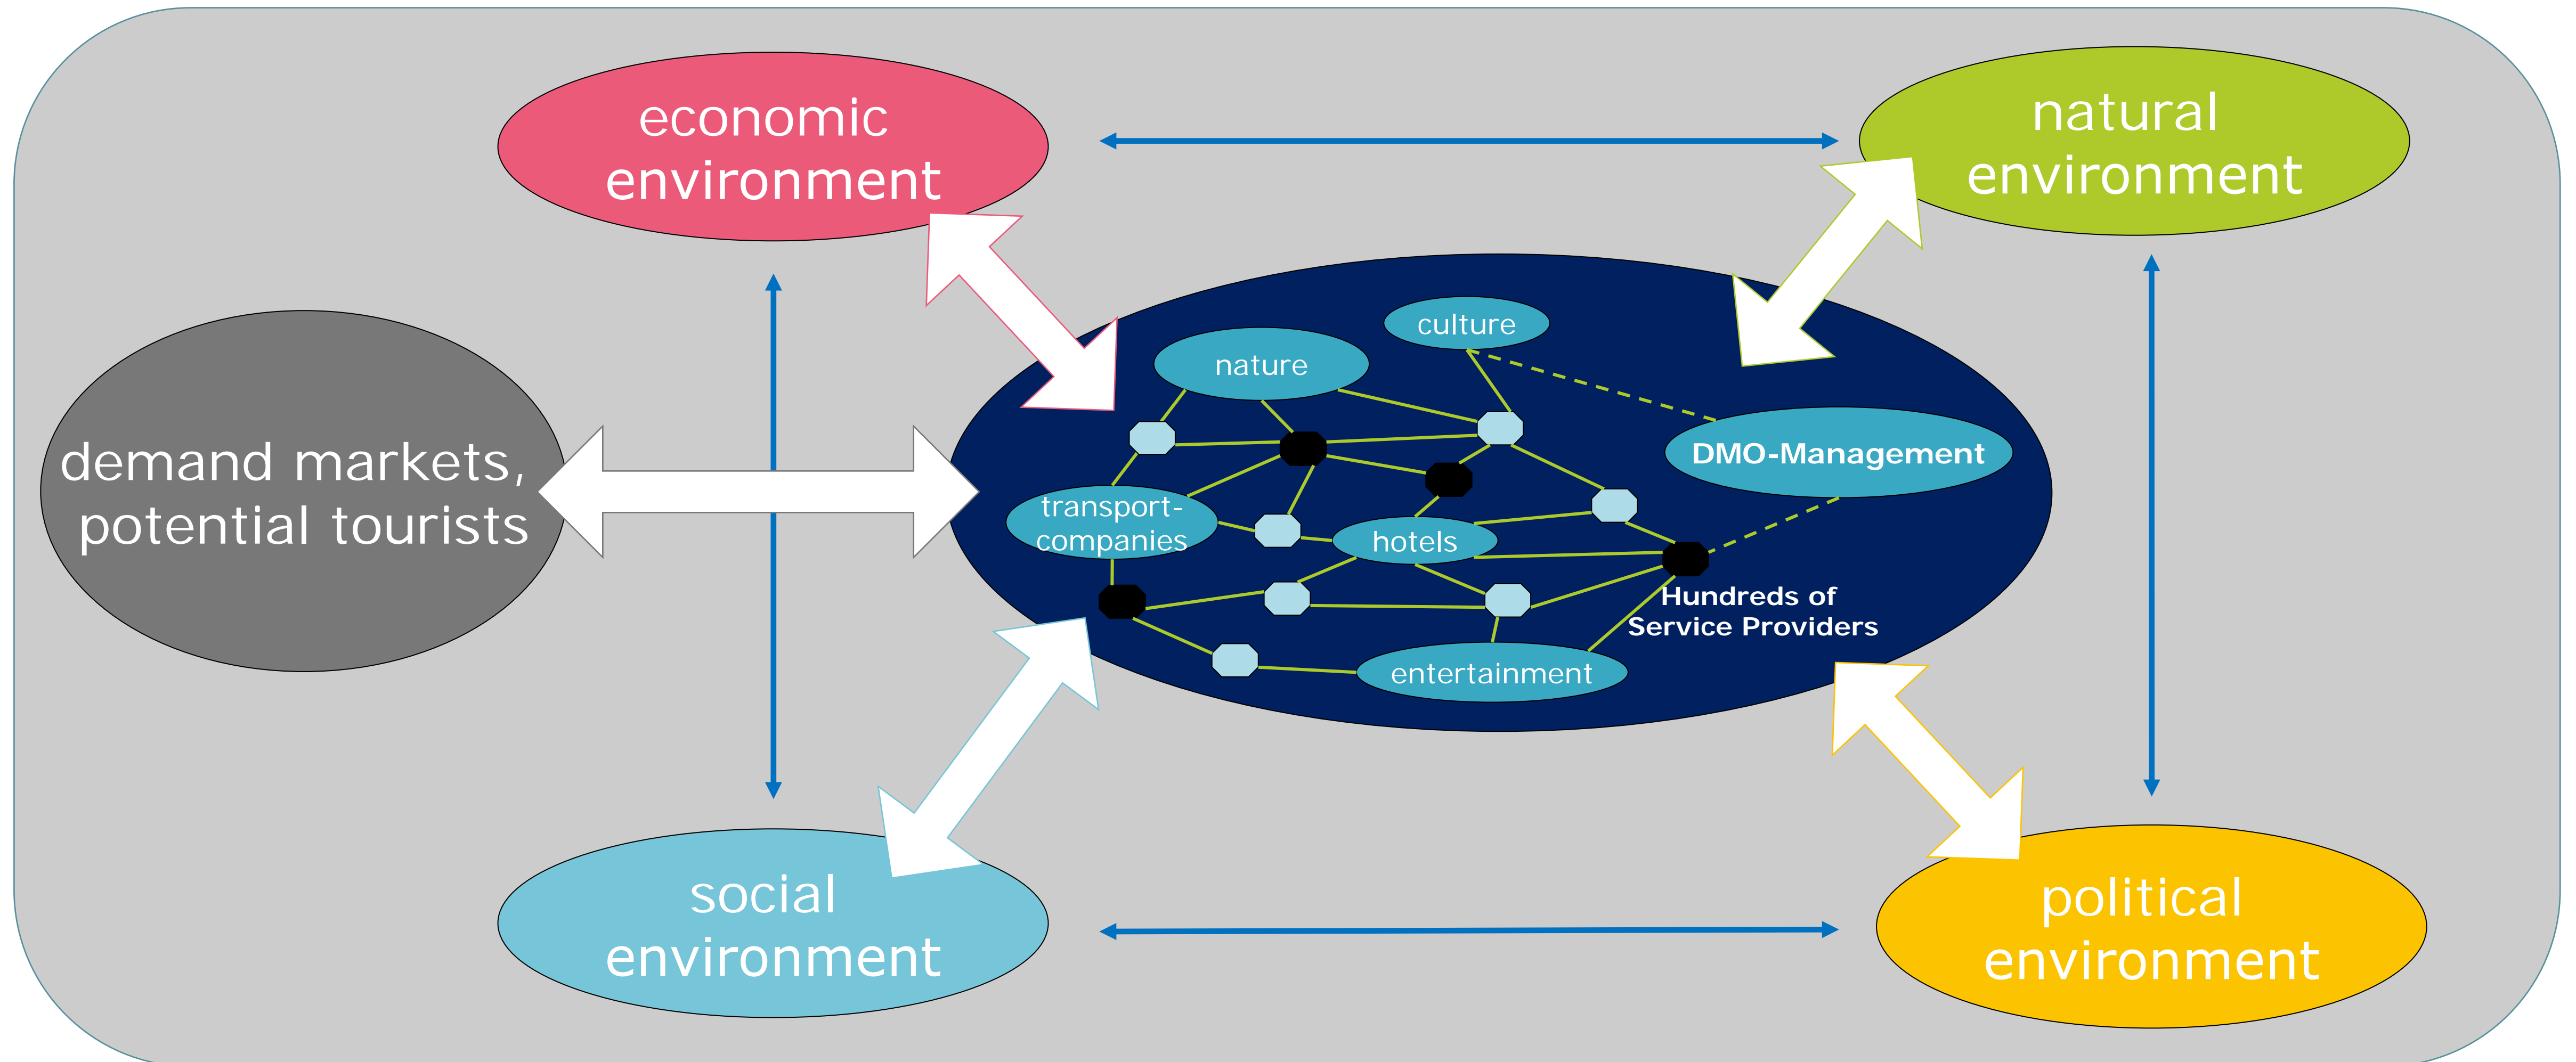 economic
environment
natural
environment
demand markets,
potential tourists
culture
nature
DMO-Management
transport-
companies
hotels
Hundreds of
Service Providers
entertainment
social
environment
political
environment